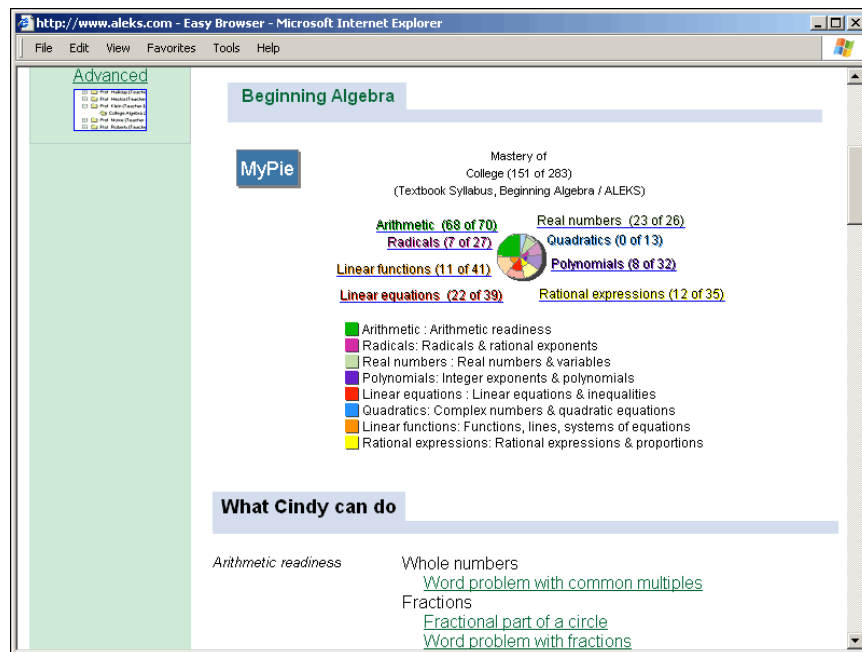 http://www.aleks.com - Easy Browser - Microsoft Internet Explorer
File Edit View Favorites Tools Help
Advanced
Beginning Algebra
MyPie
Mastery of
College (151 of 283)
(Textbook Syllabus, Beginning Algebra / ALEKS)
Arithmetic (68 of 70)
Real numbers (23 of 26)
Radicals (7 of 27)
Quadratics (0 of 13)
Linear functions (11 of 41)
Polynomials (8 of 32)
Linear equations (22 of 39)
Rational expressions (12 of 35)
Arithmetic : Arithmetic readiness
Radicals: Radicals & rational exponents
Real numbers : Real numbers & variables
Polynomials: Integer exponents & polynomials
Linear equations : Linear equations & inequalities
Quadratics: Complex numbers & quadratic equations
Linear functions: Functions, lines, systems of equations
Rational expressions: Rational expressions & proportions
What Cindy can do
Arithmetic readiness
Whole numbers
Word problem with common multiples
Fractions
Fractional part of a circle
Word problem with fractions